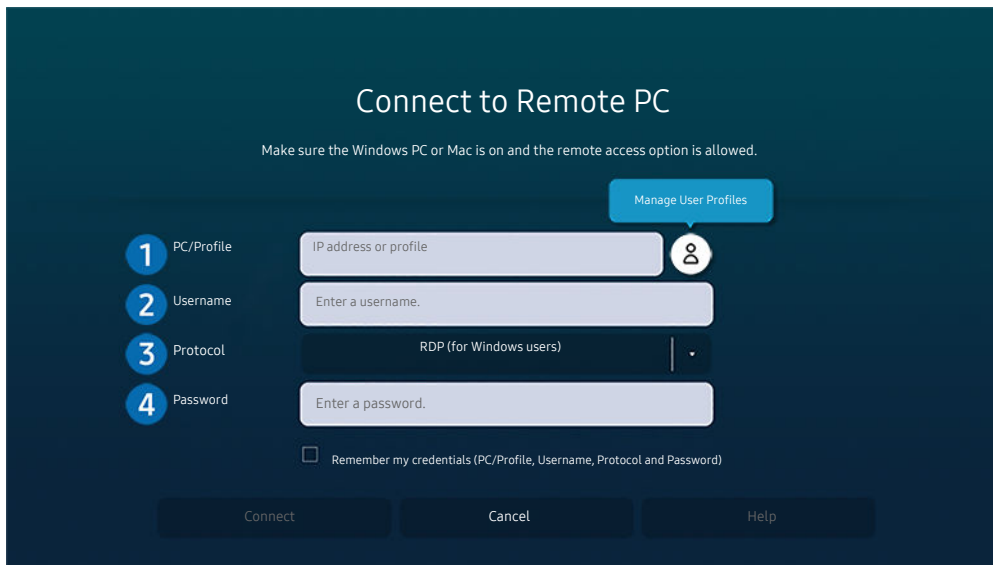 Connect to Remote PC
Make sure the Windows PC or Mac is on and the remote access option is allowed.
Manage User Profiles
1 PC/Profile IP address or profile
2 Username Enter a username.
3 Protocol RDP (for Windows users)
4 Password Enter a password.
Remember my credentials (PC/Profile, Username, Protocol and Password)
Connect Cancel Help